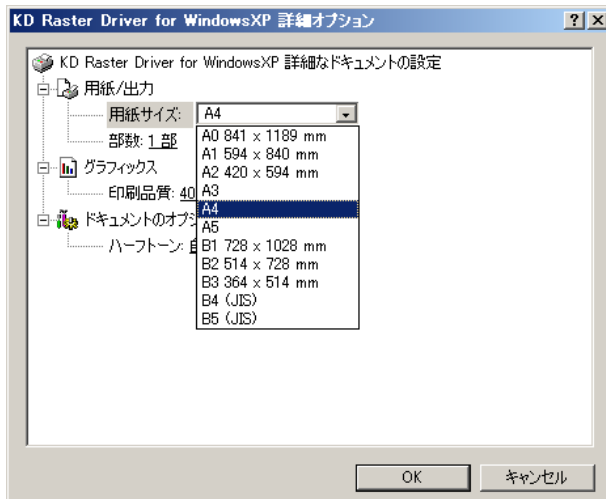 KD Raster Driver for WindowsXP 詳細オプション
KD Raster Driver for WindowsXP 詳細なドキュメントの設定
用紙/出力
用紙サイズ: A4
部数: 1 部
A0 841 x 1189 mm
A1 594 x 840 mm
A2 420 x 594 mm
グラフィックス
印刷品質: 40
A3
A4
ドキュメントのオプシ
A5
ハーフトーン:
B1 728 x 1028 mm
B2 514 x 728 mm
B3 364 x 514 mm
B4 (JIS)
B5 (JIS)
OK
キャンセル